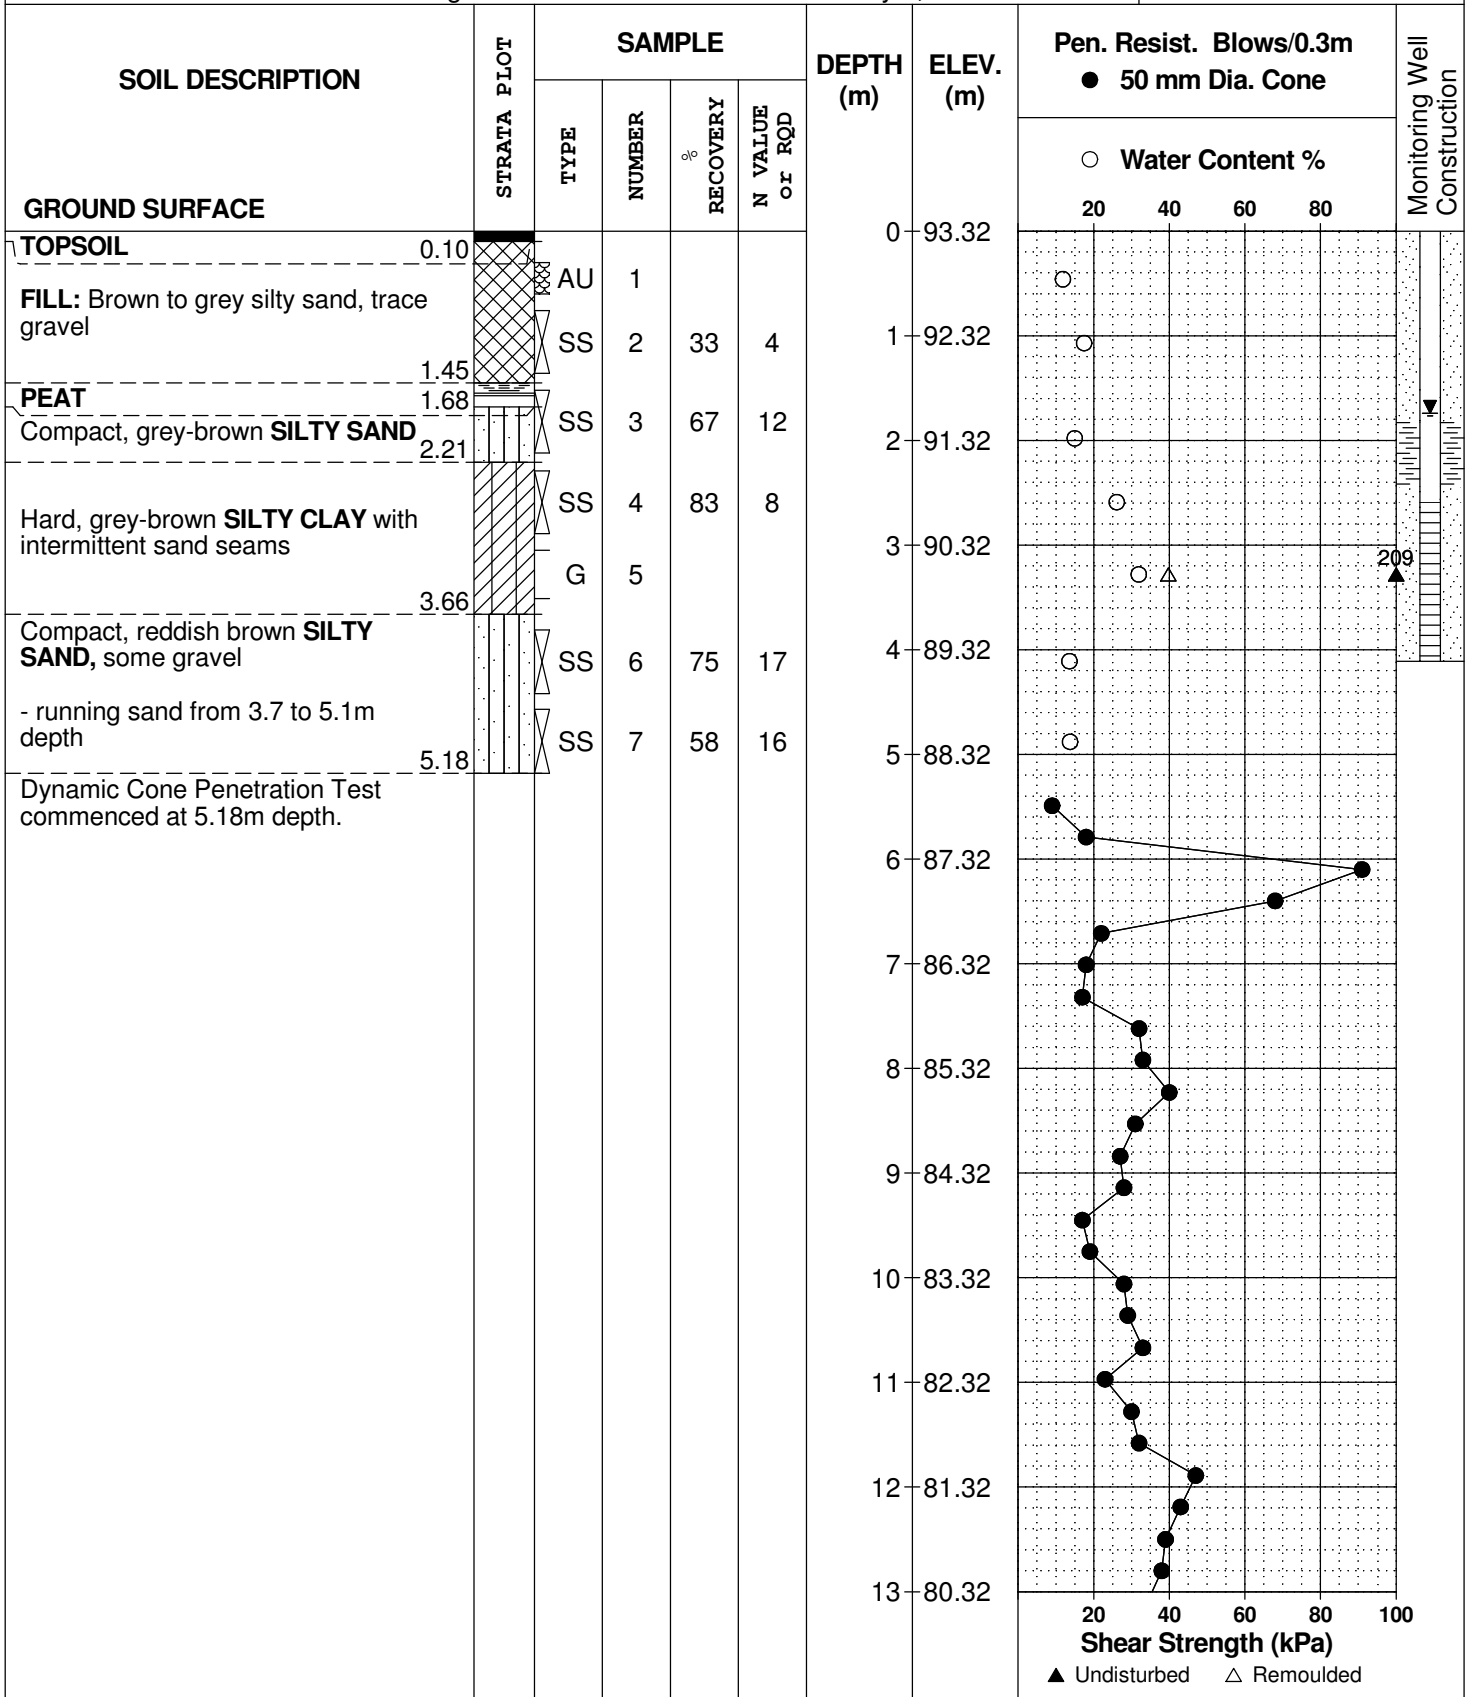 SOIL DESCRIPTION
GROUND SURFACE
STRATA PLOT
SAMPLE
TYPE
NUMBER
% RECOVERY
N VALUE or RQD
DEPTH (m)
ELEV. (m)
Pen. Resist. Blows/0.3m
● 50 mm Dia. Cone
○ Water Content %
20 40 60 80
Monitoring Well Construction
TOPSOIL 0.10
FILL: Brown to grey silty sand, trace
gravel
1.45
PEAT 1.68
Compact, grey-brown SILTY SAND
2.21
Hard, grey-brown SILTY CLAY with
intermittent sand seams
3.66
Compact, reddish brown SILTY
SAND, some gravel
- running sand from 3.7 to 5.1m
depth
5.18
Dynamic Cone Penetration Test
commenced at 5.18m depth.
AU 1
SS 2 33 4
SS 3 67 12
SS 4 83 8
G 5
SS 6 75 17
SS 7 58 16
0 93.32
1 92.32
2 91.32
3 90.32
4 89.32
5 88.32
6 87.32
7 86.32
8 85.32
9 84.32
10 83.32
11 82.32
12 81.32
13 80.32
209
20 40 60 80 100
Shear Strength (kPa)
▲ Undisturbed △ Remoulded